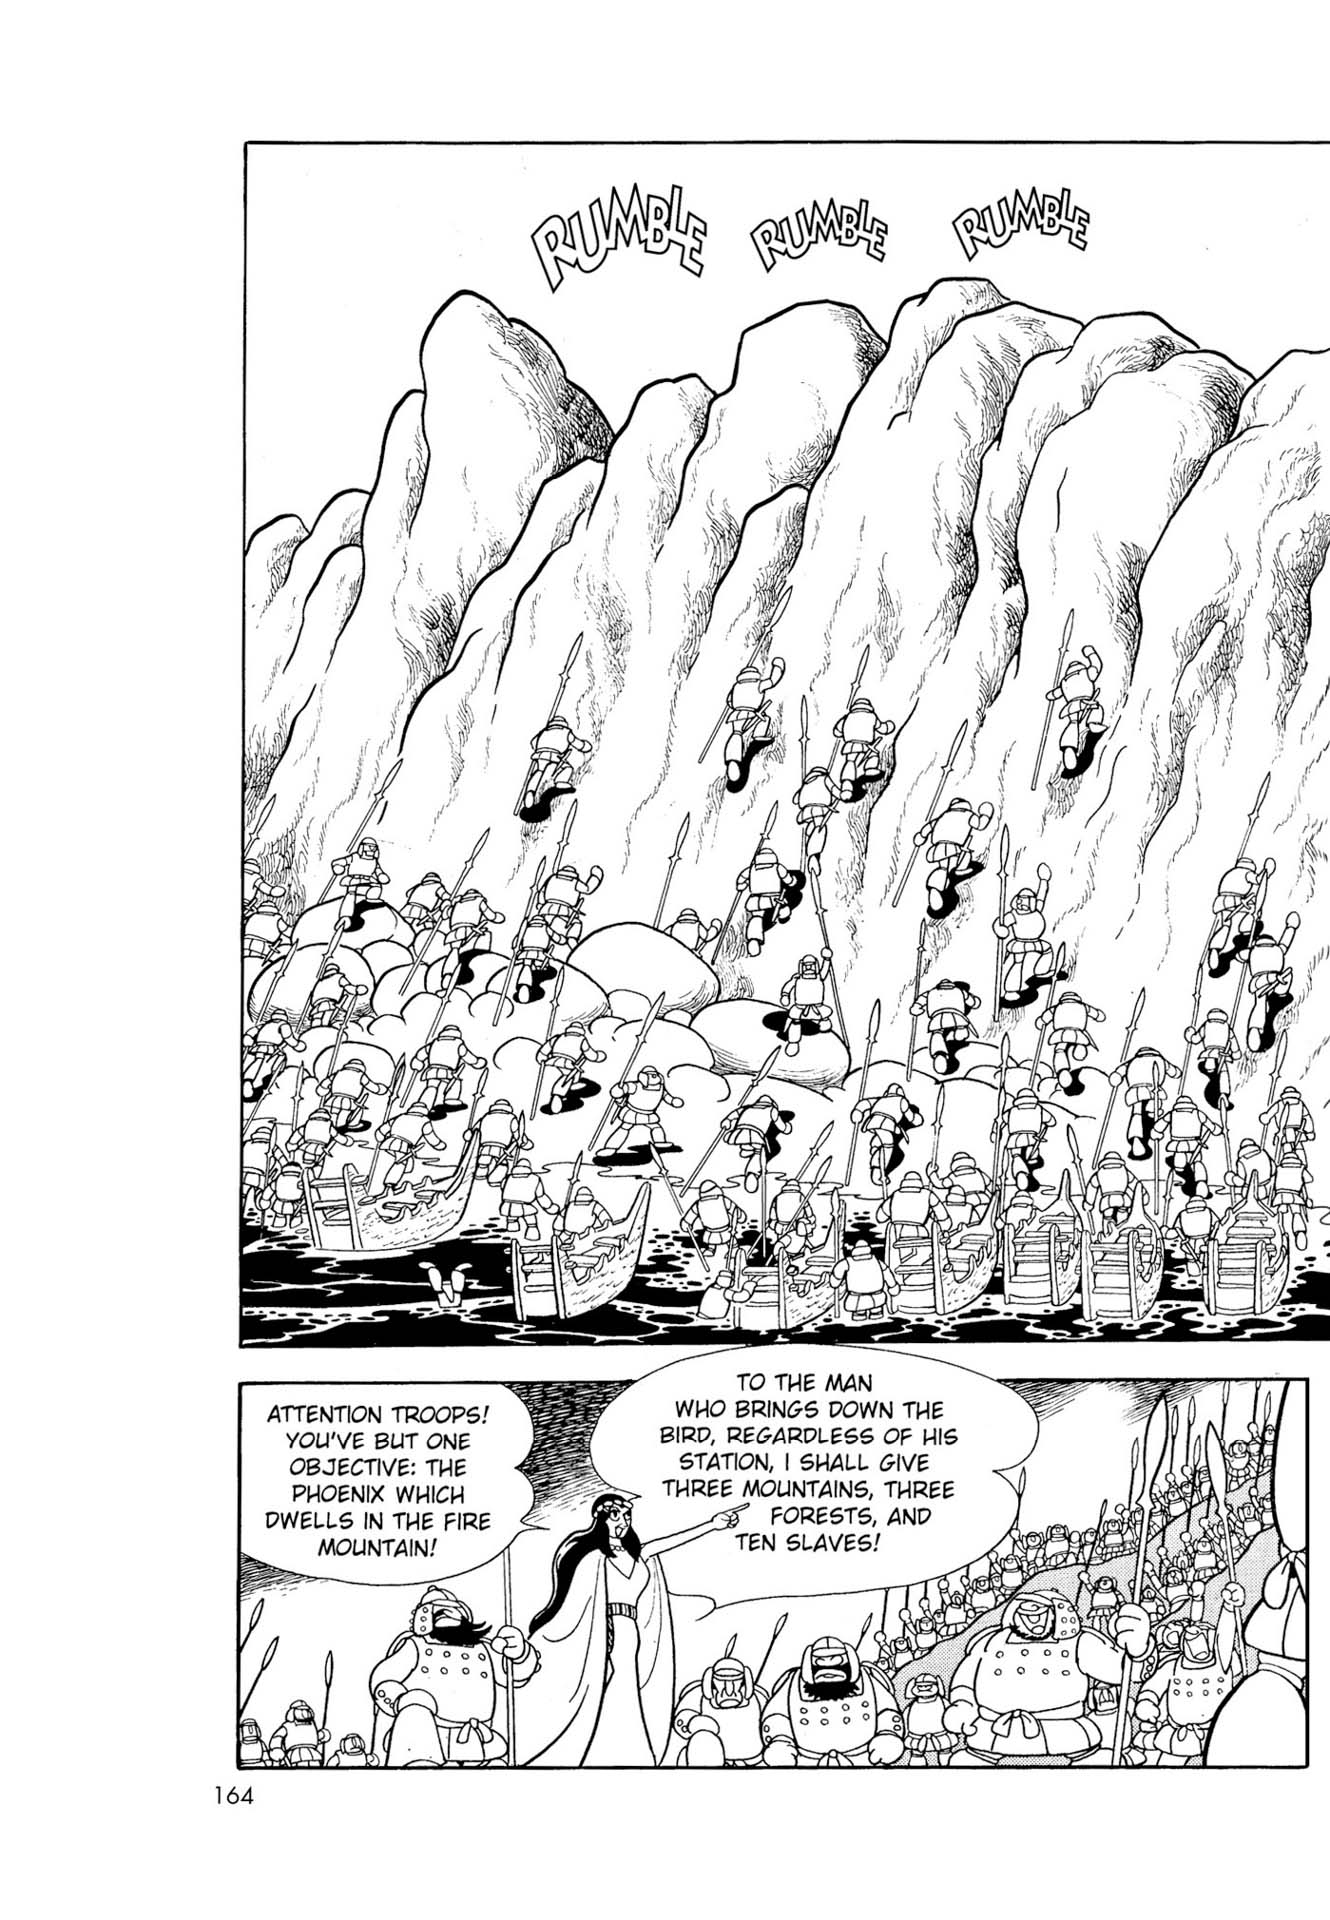 RUMBLE
RUMBLE
RUMBLE
ATTENTION TROOPS!
YOU'VE BUT ONE
OBJECTIVE: THE
PHOENIX WHICH
DWELLS IN THE FIRE
MOUNTAIN!
TO THE MAN
WHO BRINGS DOWN THE
BIRD, REGARDLESS OF HIS
STATION, I SHALL GIVE
THREE MOUNTAINS, THREE
FORESTS, AND
TEN SLAVES!
164